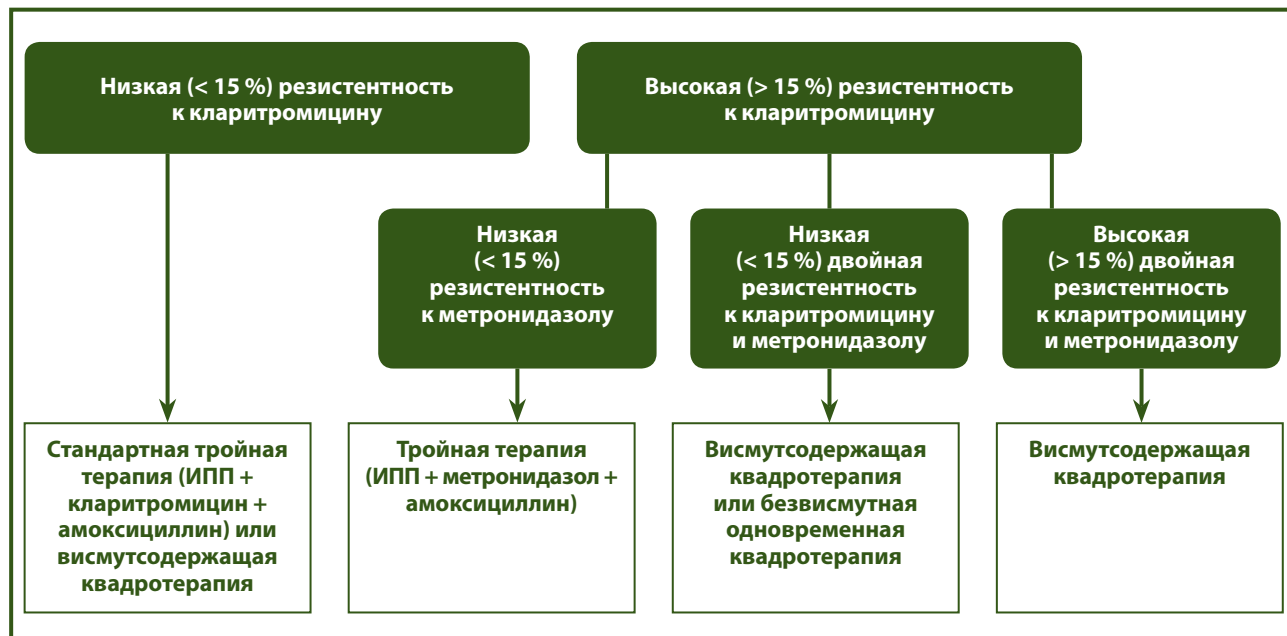 Низкая (< 15 %) резистентность
к кларитромицину
Высокая (> 15 %) резистентность
к кларитромицину
Низкая
(< 15 %)
резистентность
к метронидазолу
Низкая
(< 15 %) двойная
резистентность
к кларитромицину
и метронидазолу
Высокая
(> 15 %) двойная
резистентность
к кларитромицину
и метронидазолу
Стандартная тройная
терапия (ИПП +
кларитромицин +
амоксициллин) или
висмутсодержащая
квадротерапия
Тройная терапия
(ИПП + метронидазол +
амоксициллин)
Висмутсодержащая
квадротерапия
или безвисмутная
одновременная
квадротерапия
Висмутсодержащая
квадротерапия